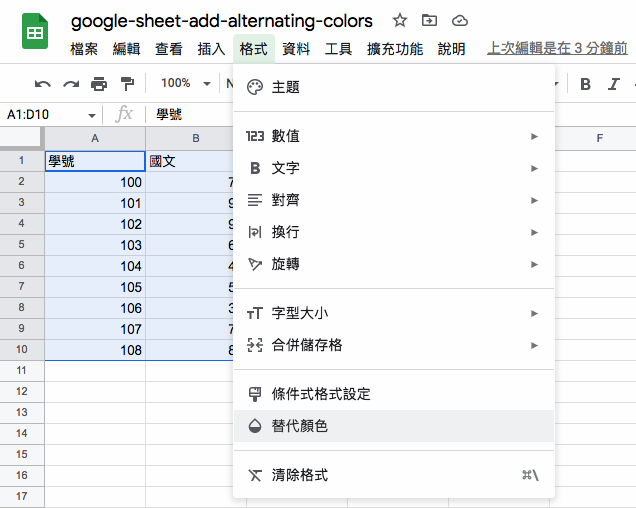 google-sheet-add-alternating-colors
檔案 編輯 查看 插入 格式 資料 工具 擴充功能 說明 上次編輯是在 3 分鐘前
100% B I
A1:D10 fx 學號
A B F
1 學號 國文
2 100 7
3 101 9
4 102 9
5 103 6
6 104 4
7 105 5
8 106 3
9 107 7
10 108 8
11
12
13
14
15
16
17
主題
123 數值
B 文字
對齊
換行
旋轉
字型大小
合併儲存格
條件式格式設定
替代顏色
清除格式 ⌘\